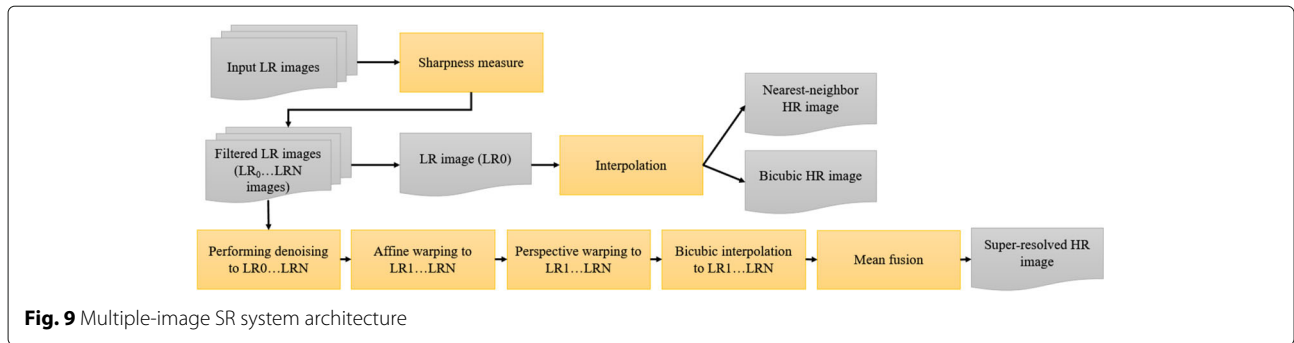 Input LR images
Sharpness measure
Nearest-neighbor
HR image
Filtered LR images
(LR₀…LRN
images)
LR image (LR0)
Interpolation
Bicubic HR image
Performing denoising
to LR0…LRN
Affine warping to
LR1…LRN
Perspective warping to
LR1…LRN
Bicubic interpolation
to LR1…LRN
Mean fusion
Super-resolved HR
image
Fig. 9 Multiple-image SR system architecture